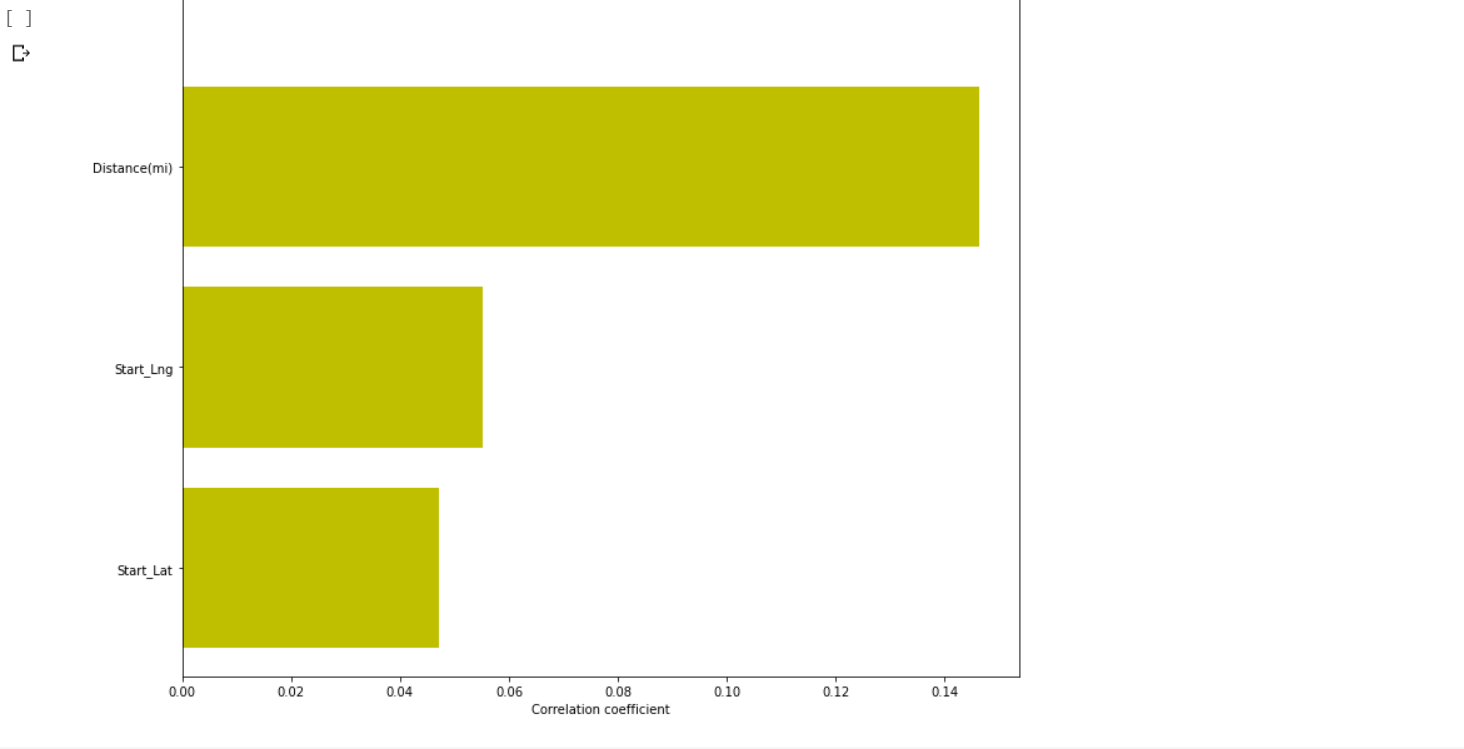 [ ]
Distance(mi)
Start_Lng
Start_Lat
0.00 0.02 0.04 0.06 0.08 0.10 0.12 0.14
Correlation coefficient